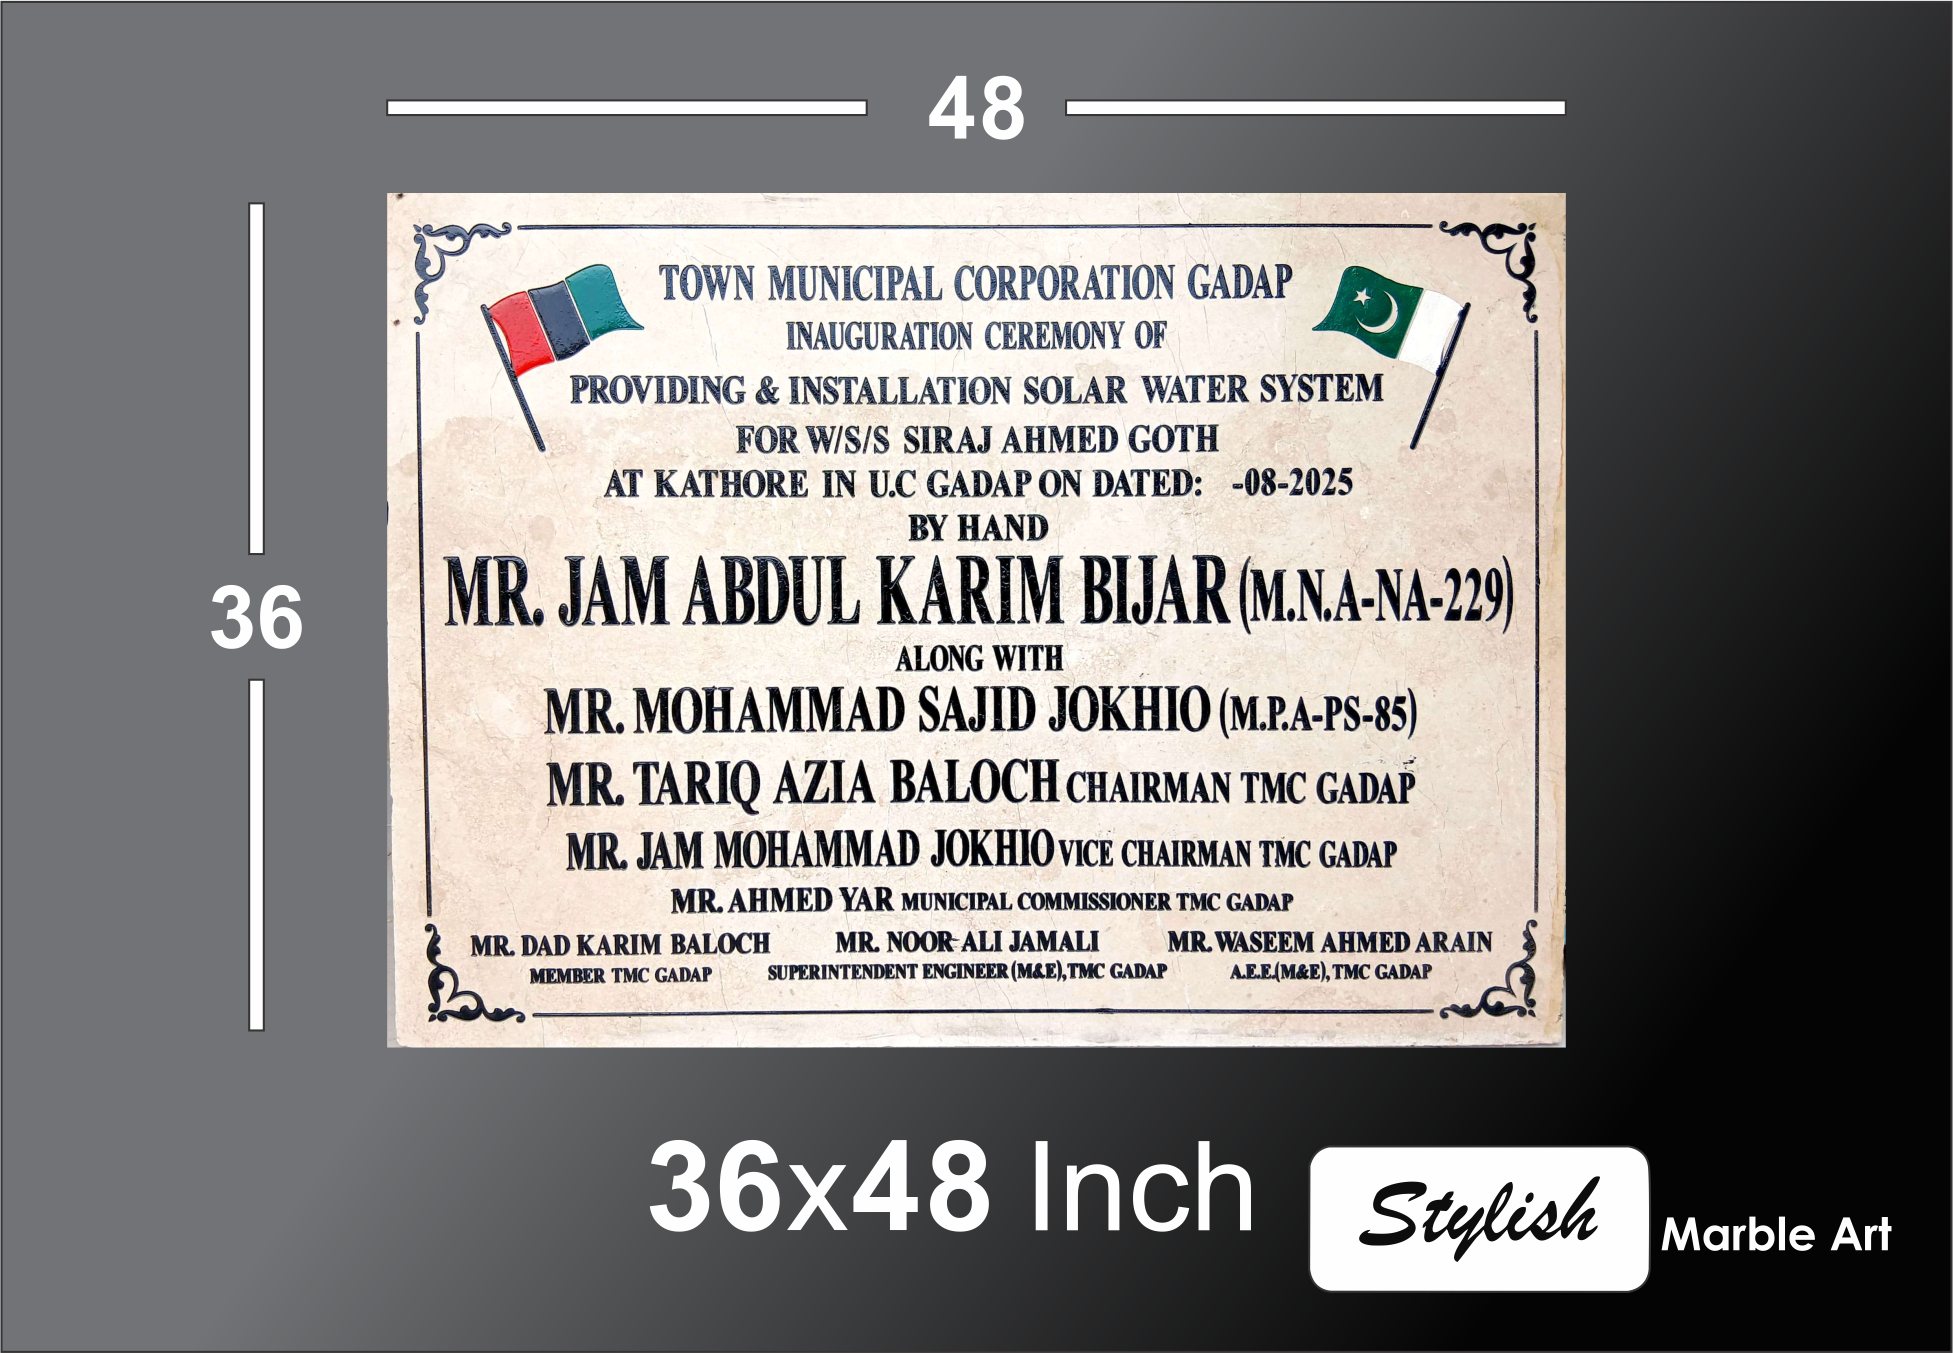 48
TOWN MUNICIPAL CORPORATION GADAP
INAUGURATION CEREMONY OF
PROVIDING & INSTALLATION SOLAR WATER SYSTEM
FOR W/S/S SIRAJ AHMED GOTH
AT KATHORE IN U.C GADAP ON DATED: -08-2025
BY HAND
MR. JAM ABDUL KARIM BIJAR (M.N.A-NA-229)
36
ALONG WITH
MR. MOHAMMAD SAJID JOKHIO (M.P.A-PS-85)
MR. TARIQ AZIA BALOCH CHAIRMAN TMC GADAP
MR. JAM MOHAMMAD JOKHIO VICE CHAIRMAN TMC GADAP
MR. AHMED YAR MUNICIPAL COMMISSIONER TMC GADAP
MR. DAD KARIM BALOCH
MEMBER TMC GADAP
MR. NOOR ALI JAMALI
SUPERINTENDENT ENGINEER (M&E), TMC GADAP
MR. WASEEM AHMED ARAIN
A.E.E.(M&E), TMC GADAP
36x48 Inch
Stylish
Marble Art